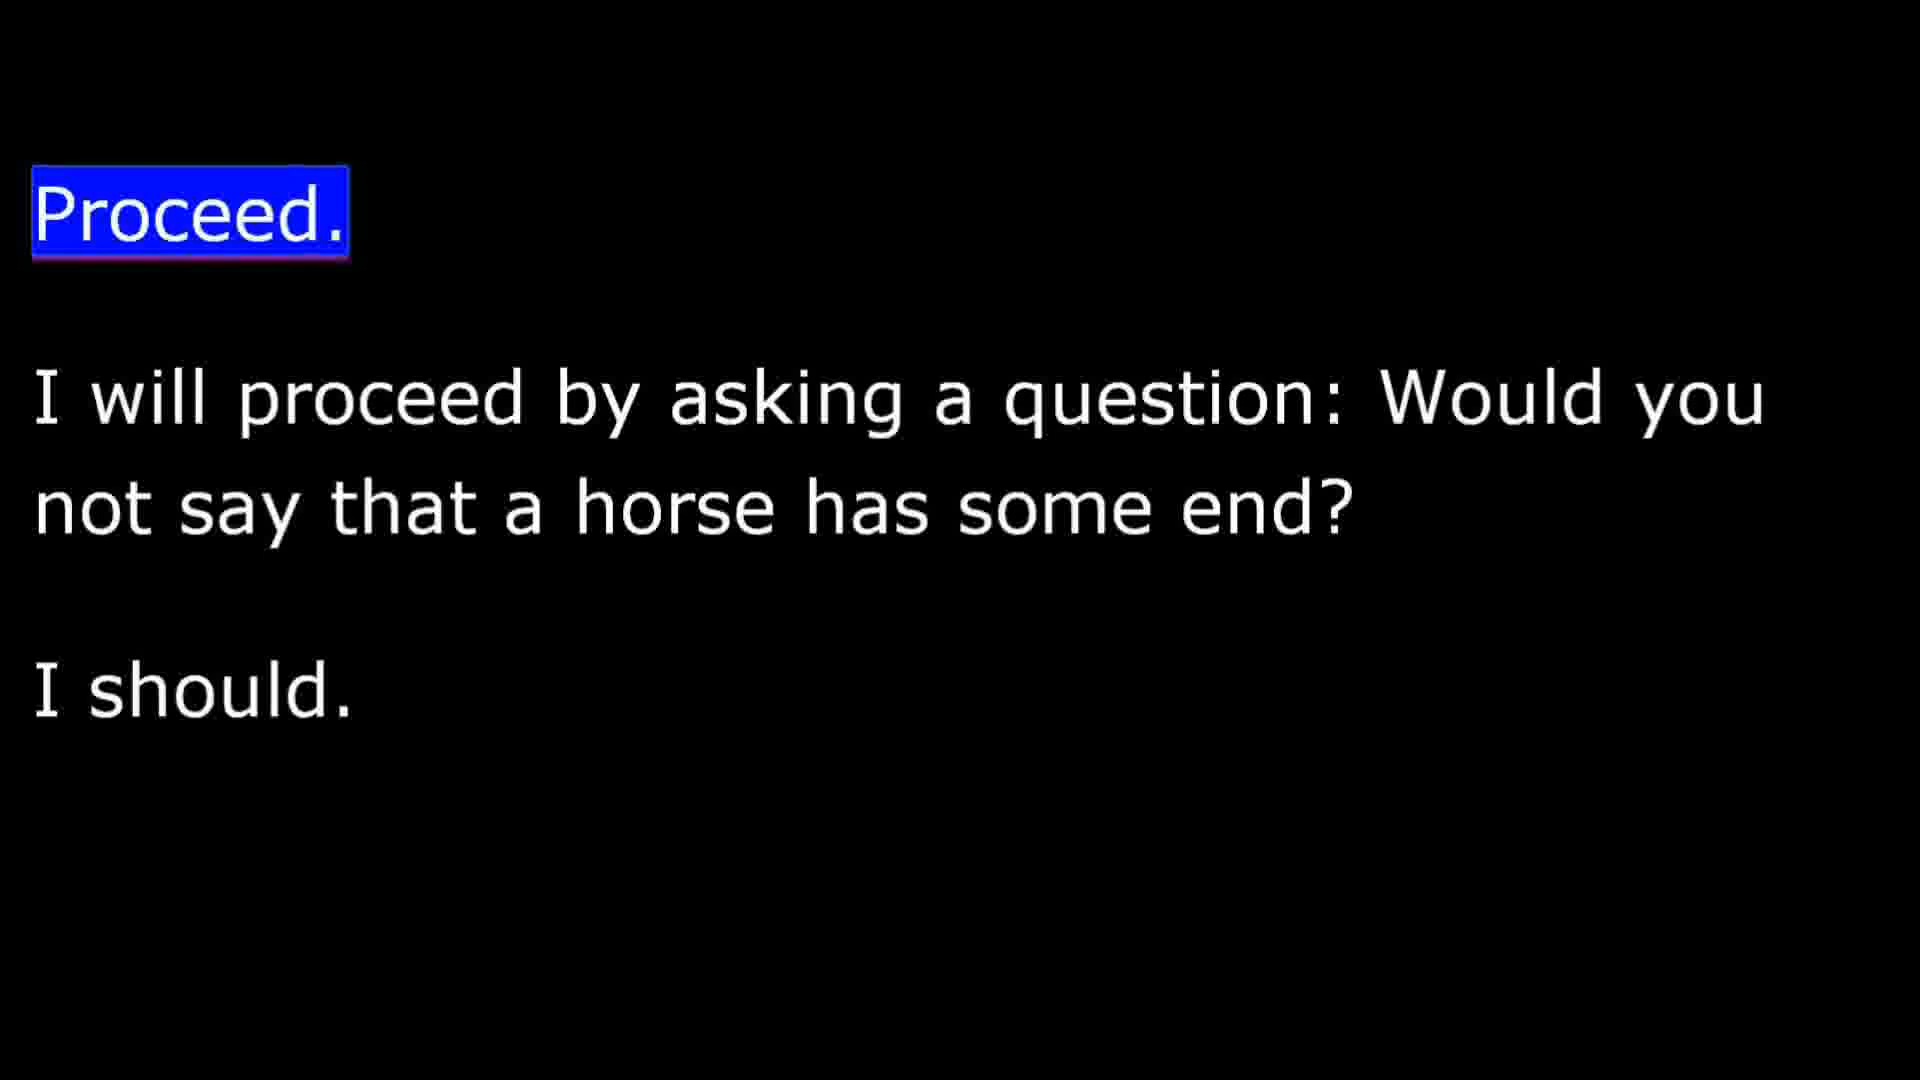 Proceed.
I will proceed by asking a question: Would you
not say that a horse has some end?
I should.